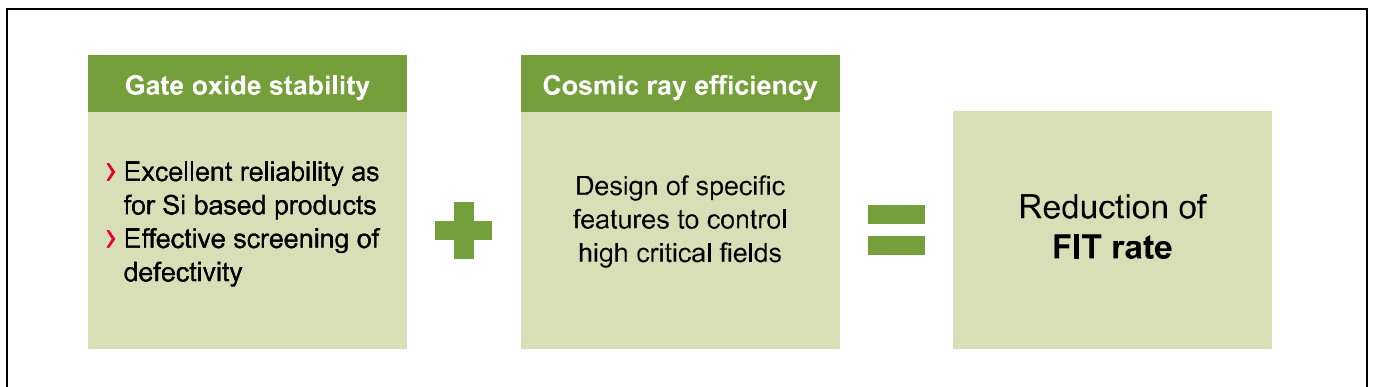 Gate oxide stability
❯ Excellent reliability as
for Si based products
❯ Effective screening of
defectivity
Cosmic ray efficiency
Design of specific
features to control
high critical fields
Reduction of
FIT rate